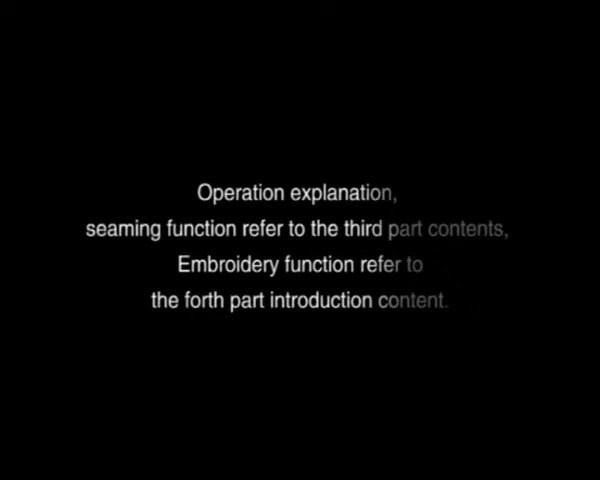 Operation explanation,
seaming function refer to the third part contents,
Embroidery function refer to
the forth part introduction content.